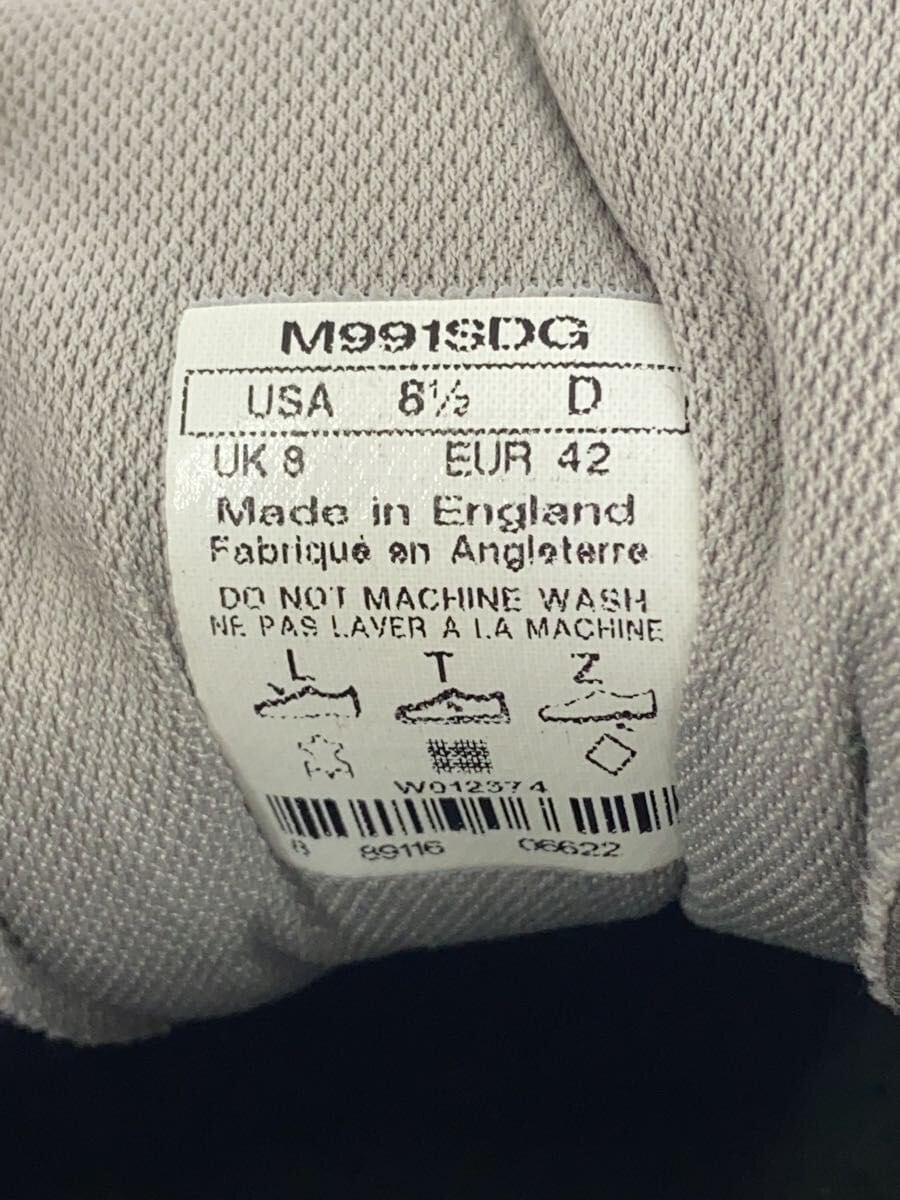 M991SDG
USA 8½ D
UK 8 EUR 42
Made in England
Fabriqué en Angleterre
DO NOT MACHINE WASH
NE PAS LAVER A LA MACHINE
L T Z
W012374
8 89116 06622